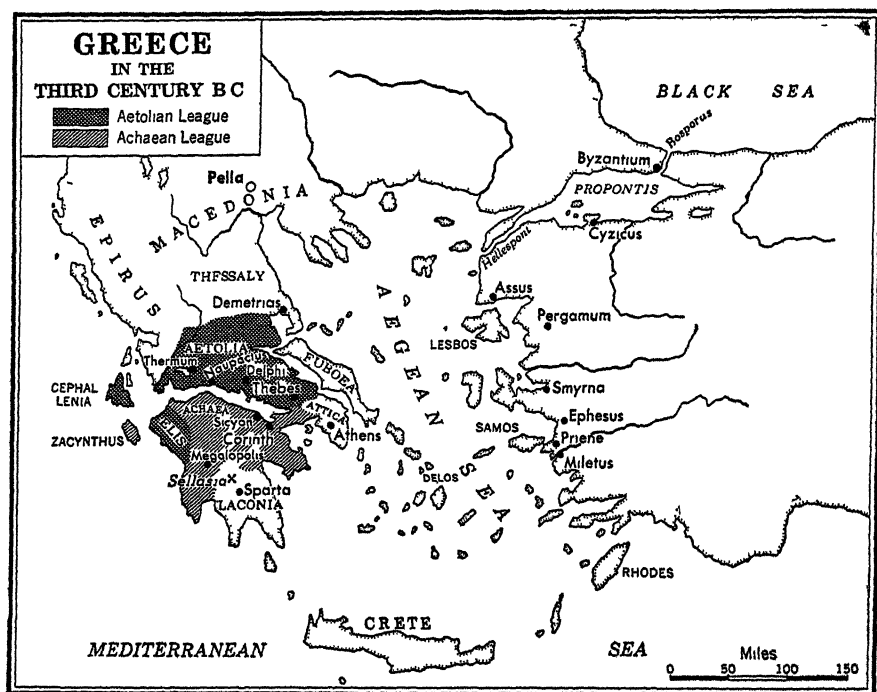 GREECE
IN THE
THIRD CENTURY BC
Aetolian League
Achaean League
BLACK SEA
Bosporus
Byzantium
PROPONTIS
Cyzicus
Hellespont
Pella
MACEDONIA
EPIRUS
THESSALY
Demetrias
Assus
Pergamum
LESBOS
AEGEAN SEA
AETOLIA
Thermum
Naupactus
Delphi
Thebes
EUBOEA
CEPHAL
LENIA
ACHAEA
ATTICA
Smyrna
ZACYNTHUS
ELIS
Sicyon
Corinth
Athens
SAMOS
Ephesus
Priene
Miletus
Megalopolis
Sellasia x
DELOS
Sparta
LACONIA
RHODES
CRETE
MEDITERRANEAN SEA
Miles
0 50 100 150